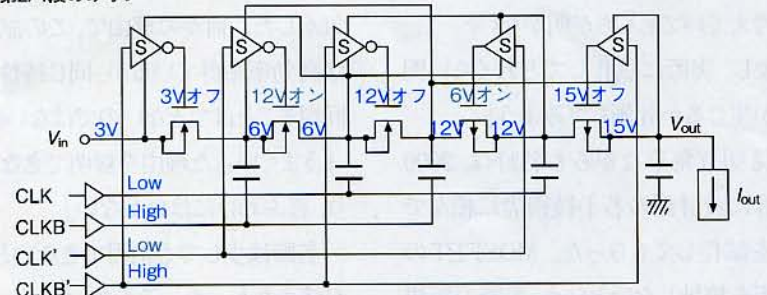 S S S S S
3Vオフ 12Vオン 12Vオフ 6Vオン 15Vオフ
Vin 3V 6V 6V 12V 12V 15V Vout
CLK Low
CLKB High
CLK' Low
CLKB' High
Iout